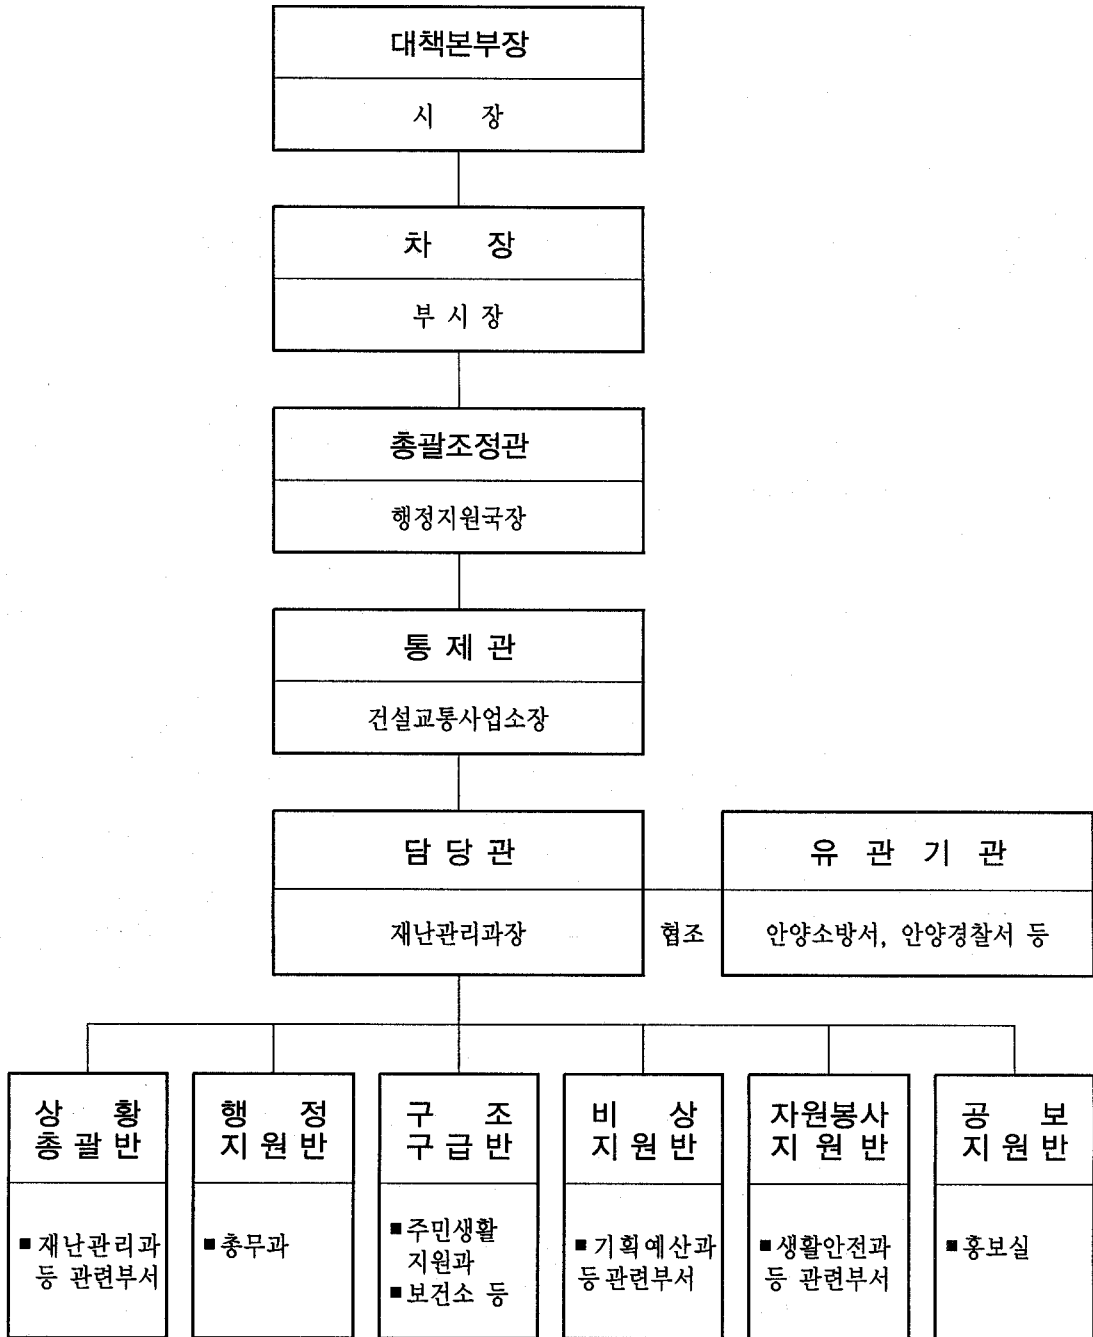 대책본부장
시 장
차 장
부 시 장
총괄조정관
행정지원국장
통 제 관
건설교통사업소장
담 당 관
재난관리과장
협조
유 관 기 관
안양소방서, 안양경찰서 등
상 황
총 괄 반
■ 재난관리과
등 관련부서
행 정
지 원 반
■ 총무과
구 조
구 급 반
■ 주민생활
지원과
■ 보건소 등
비 상
지 원 반
■ 기획예산과
등 관련부서
자원봉사
지 원 반
■ 생활안전과
등 관련부서
공 보
지 원 반
■ 홍보실